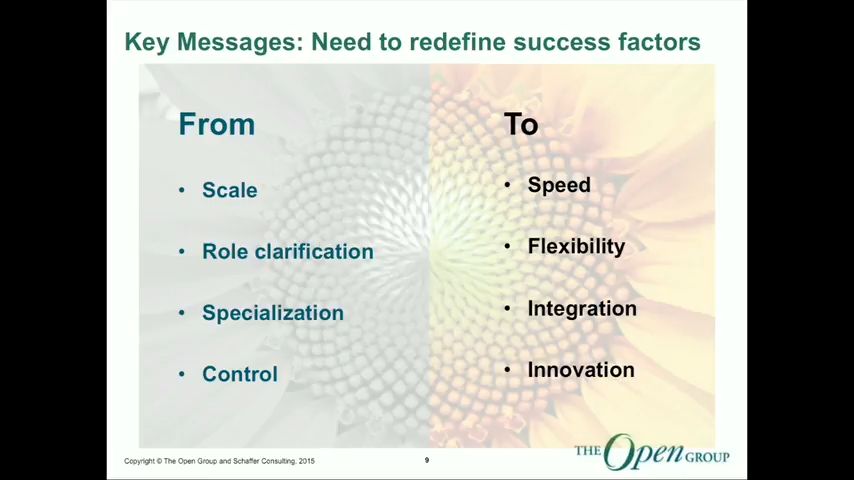 Key Messages: Need to redefine success factors
From
• Scale
• Role clarification
• Specialization
• Control
To
• Speed
• Flexibility
• Integration
• Innovation
Copyright © The Open Group and Schaffer Consulting. 2015
9
THE Open GROUP